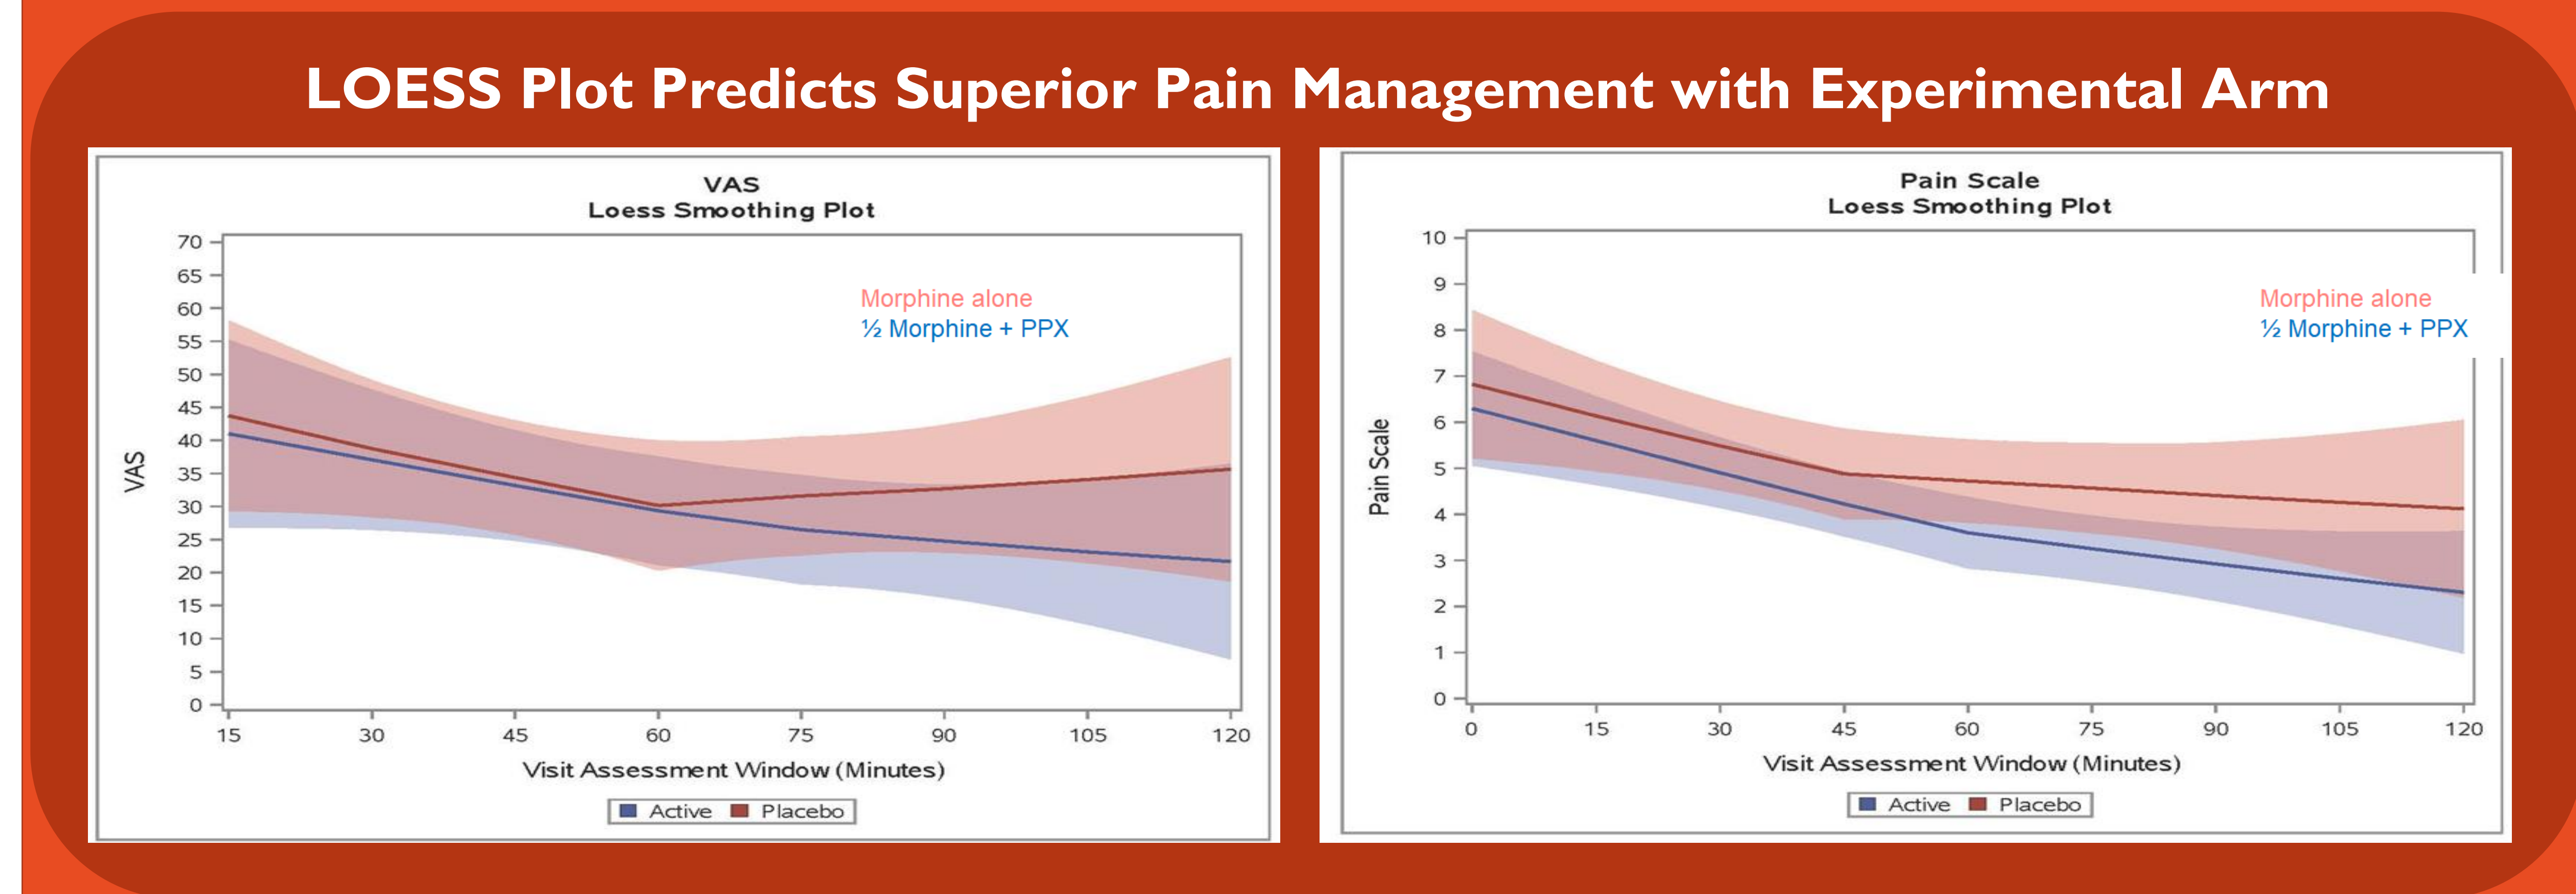 LOESS Plot Predicts Superior Pain Management with Experimental Arm
VAS
Loess Smoothing Plot
70
65
60
55
50
45
40
35
30
25
20
15
10
5
0
VAS
Morphine alone
½ Morphine + PPX
15 30 45 60 75 90 105 120
Visit Assessment Window (Minutes)
Active Placebo
Pain Scale
Loess Smoothing Plot
10
9
8
7
6
5
4
3
2
1
0
Pain Scale
Morphine alone
½ Morphine + PPX
0 15 30 45 60 75 90 105 120
Visit Assessment Window (Minutes)
Active Placebo